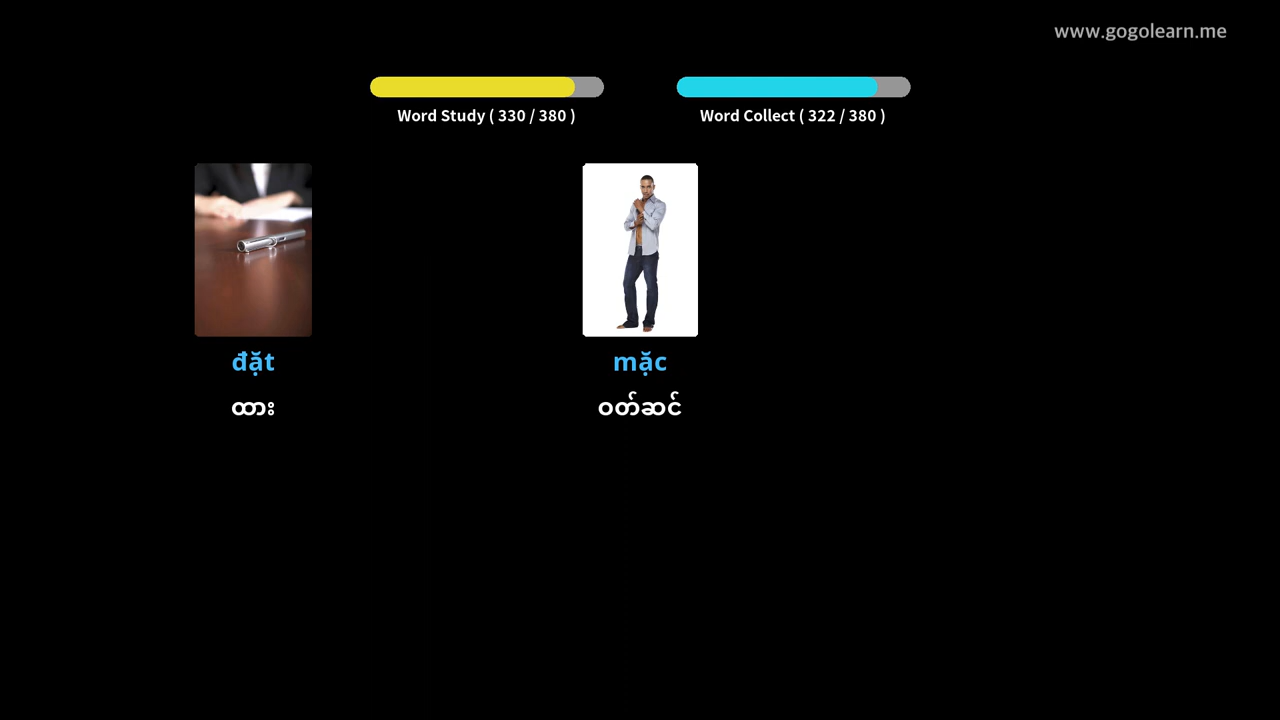 www.gogolearn.me
Word Study ( 330 / 380 )
Word Collect ( 322 / 380 )
đặt
ထား
mặc
ဝတ်ဆင်